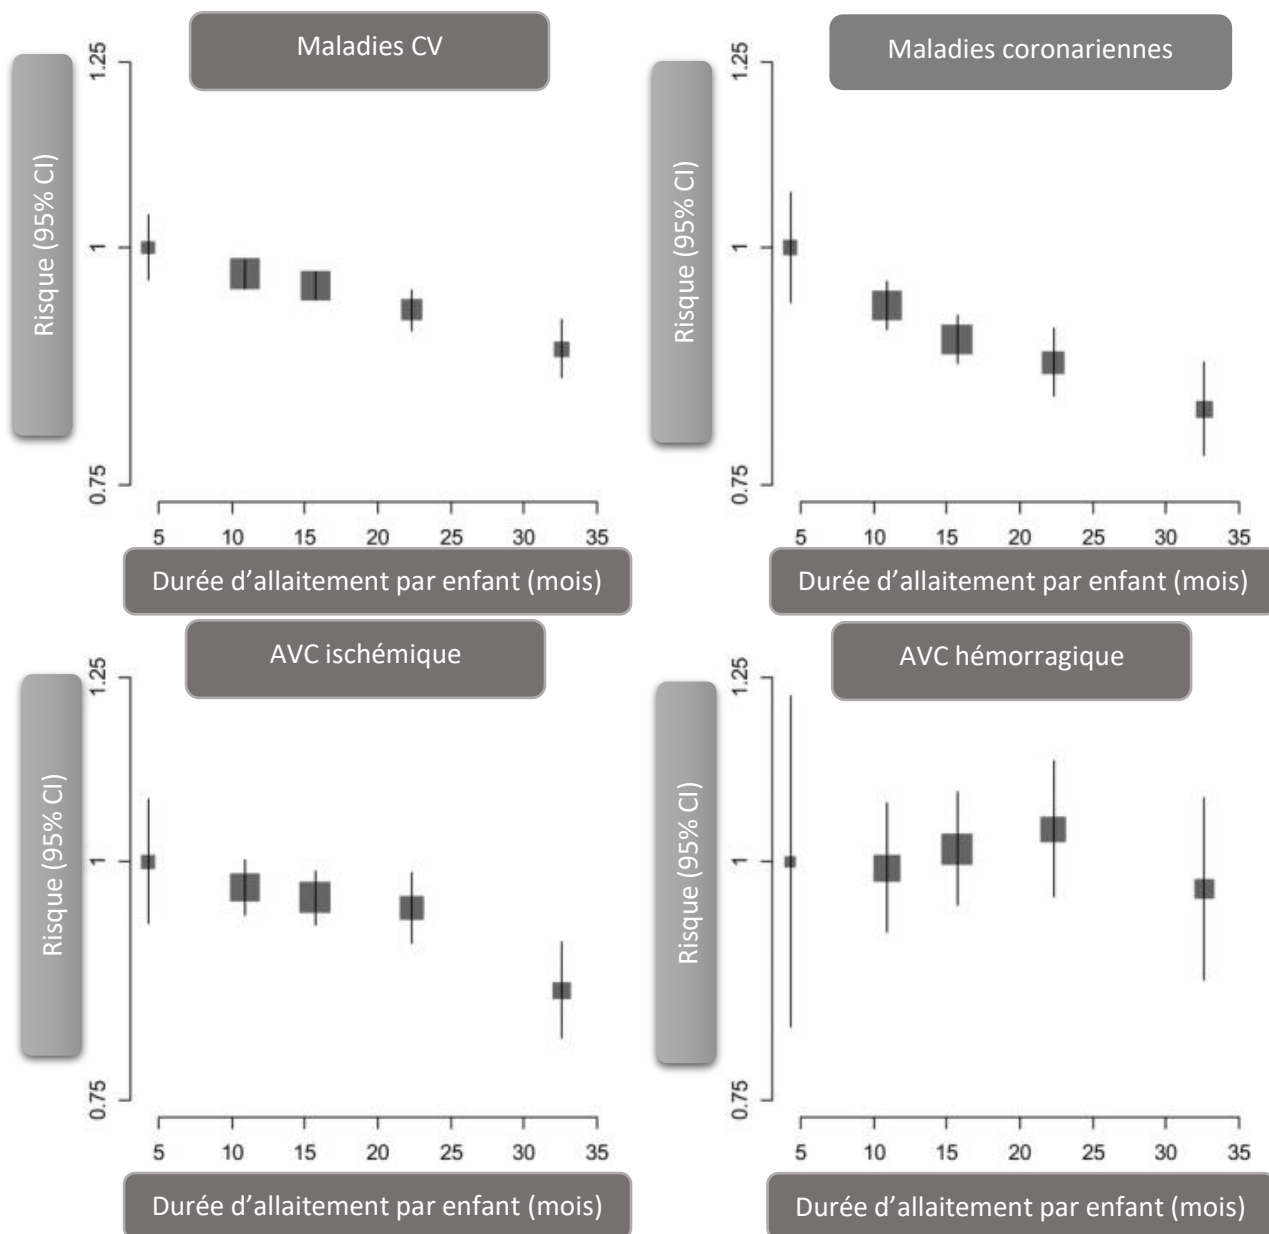 Maladies CV
Risque (95% CI)
1.25
1
0.75
5 10 15 20 25 30 35
Durée d’allaitement par enfant (mois)
Maladies coronariennes
Risque (95% CI)
1.25
1
0.75
5 10 15 20 25 30 35
Durée d’allaitement par enfant (mois)
AVC ischémique
Risque (95% CI)
1.25
1
0.75
5 10 15 20 25 30 35
Durée d’allaitement par enfant (mois)
AVC hémorragique
Risque (95% CI)
1.25
1
0.75
5 10 15 20 25 30 35
Durée d’allaitement par enfant (mois)